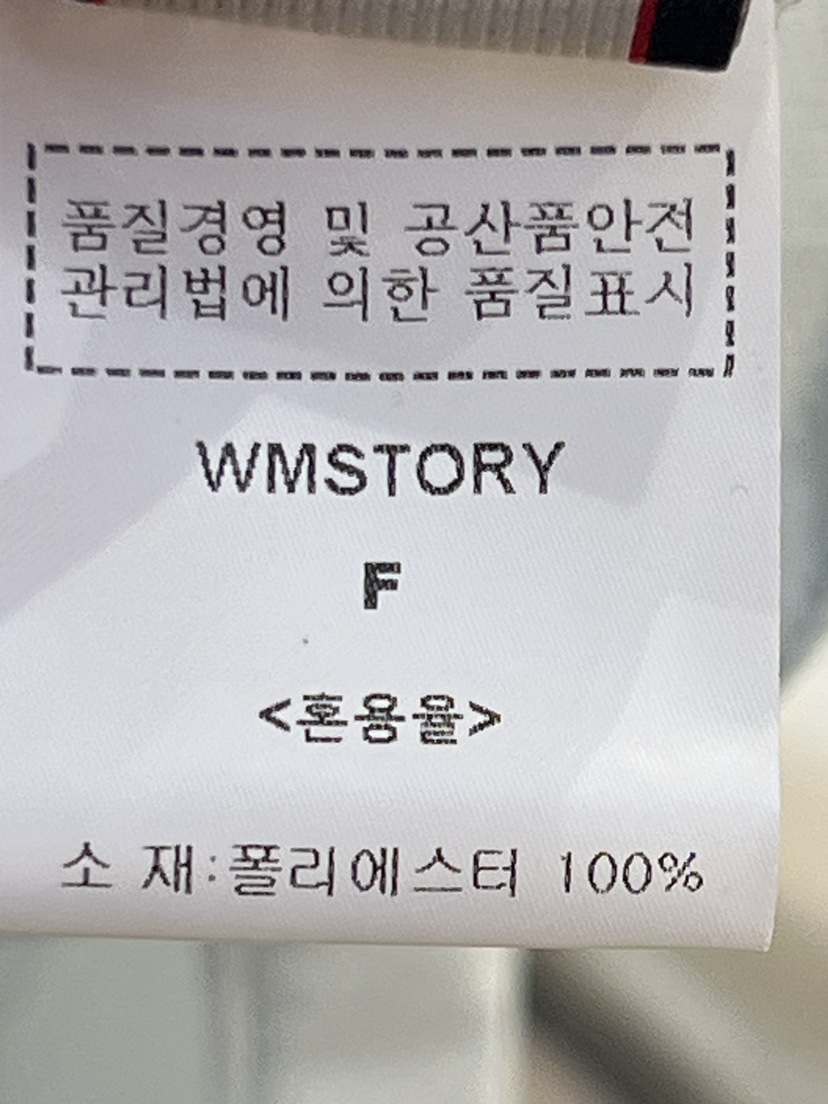 품질경영 및 공산품안전
관리법에 의한 품질표시
WMSTORY
F
<혼용율>
소 재:폴리에스터 100%